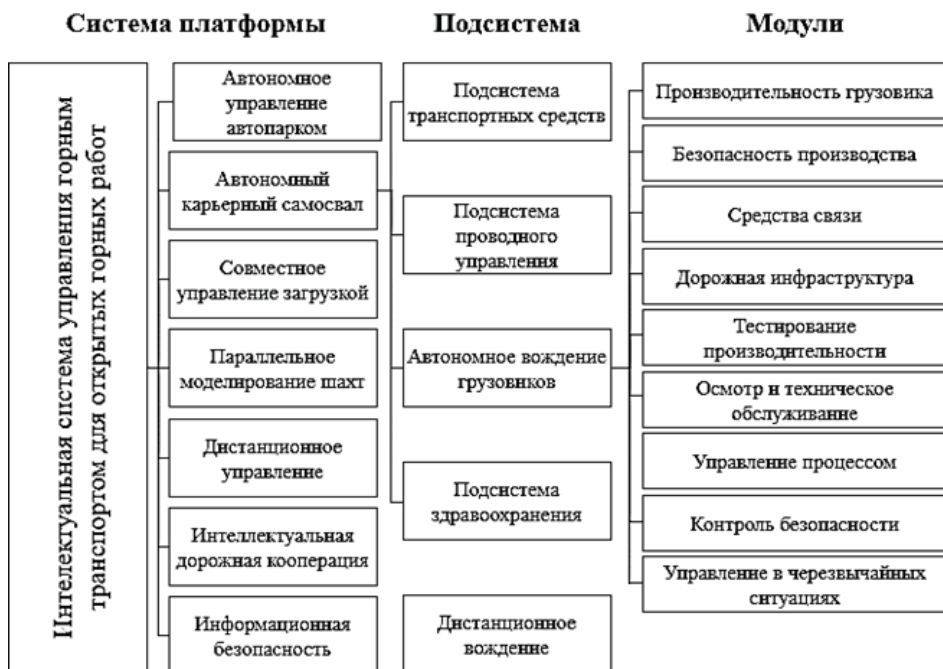 Система платформы
Подсистема
Модули
Интелектуальная система управления горным
транспортом для открытых горных работ
Автономное
управление
автопарком
Автономный
карьерный самосвал
Совместное
управление загрузкой
Параллельное
моделирование шахт
Дистанционное
управление
Интеллектуальная
дорожная кооперация
Информационная
безопасность
Подсистема
транспортных средств
Подсистема
проводного
управления
Автономное вождение
грузовиков
Подсистема
здравоохранения
Дистанционное
вождение
Производительность грузовика
Безопасность производства
Средства связи
Дорожная инфраструктура
Тестирование
производительности
Осмотр и техническое
обслуживание
Управление процессом
Контроль безопасности
Управление в черезвычайных
ситуациях